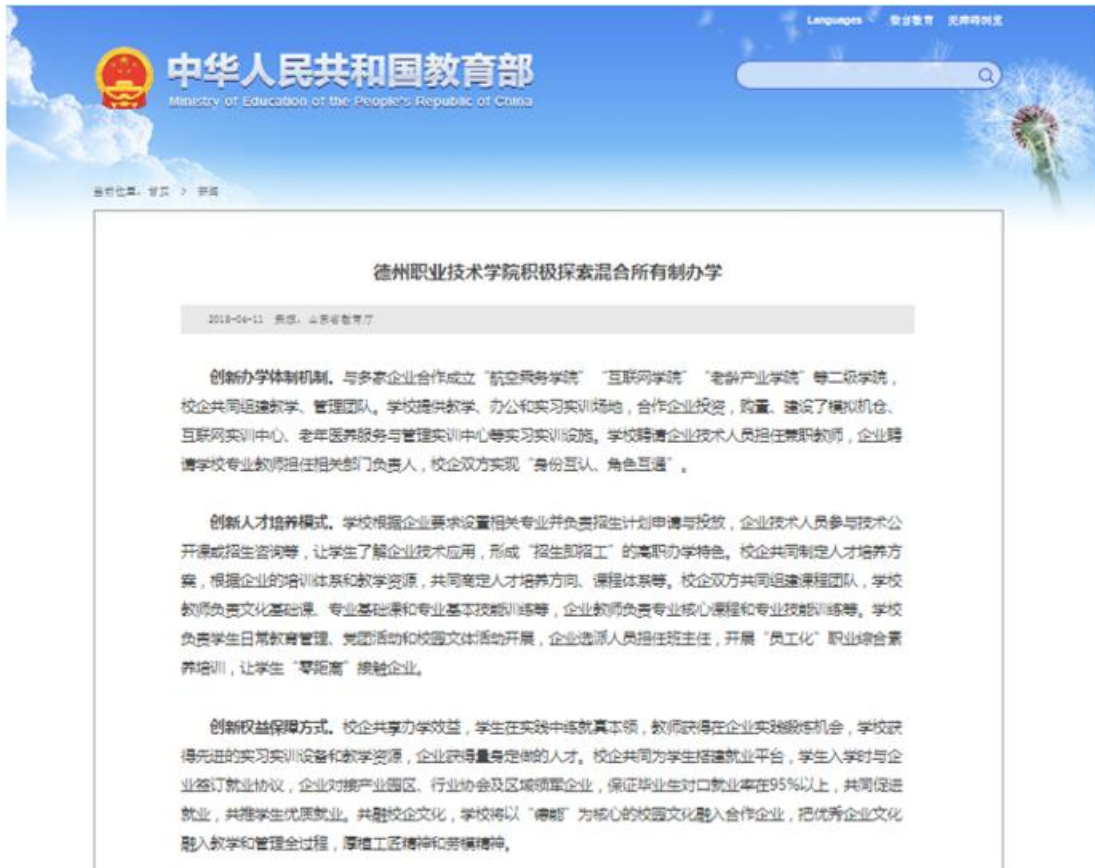 Languages
繁台教育 无障碍浏览
中华人民共和国教育部
Ministry of Education of the People's Republic of China
当前位置: 首页 > 新闻
德州职业技术学院积极探索混合所有制办学
2018-06-11 来源: 山东省教育厅
创新办学体制机制。与多家企业合作成立“航空乘务学院”“互联网学院”“老龄产业学院”等二级学院,
校企共同组建教学、管理团队。学校提供教学、办公和实习实训场地,合作企业投资,购置、建设了模拟机仓、
互联网实训中心、老年医养服务与管理实训中心等实习实训设施。学校聘请企业技术人员担任兼职教师,企业聘
请学校专业教师担任相关部门负责人,校企双方实现“身份互认、角色互通”。
创新人才培养模式。学校根据企业要求设置相关专业并负责招生计划申请与投放,企业技术人员参与技术公
开课或招生咨询等,让学生了解企业技术应用,形成“招生即招工”的高职办学特色。校企共同制定人才培养方
案,根据企业的培训体系和教学资源,共同商定人才培养方向、课程体系等。校企双方共同组建课程团队,学校
教师负责文化基础课、专业基础课和专业基本技能训练等,企业教师负责专业核心课程和专业技能训练等。学校
负责学生日常教育管理、党团活动和校园文体活动开展,企业选派人员担任班主任,开展“员工化”职业综合素
养培训,让学生“零距离”接触企业。
创新权益保障方式。校企共享办学效益,学生在实践中练就真本领,教师获得在企业实践锻炼机会,学校获
得先进的实习实训设备和教学资源,企业获得量身定做的人才。校企共同为学生搭建就业平台,学生入学时与企
业签订就业协议,企业对接产业园区、行业协会及区域领军企业,保证毕业生对口就业率在95%以上,共同促进
就业,共推学生优质就业。共融校企文化,学校将以“德能”为核心的校园文化融入合作企业,把优秀企业文化
融入教学和管理全过程,厚植工匠精神和劳模精神。